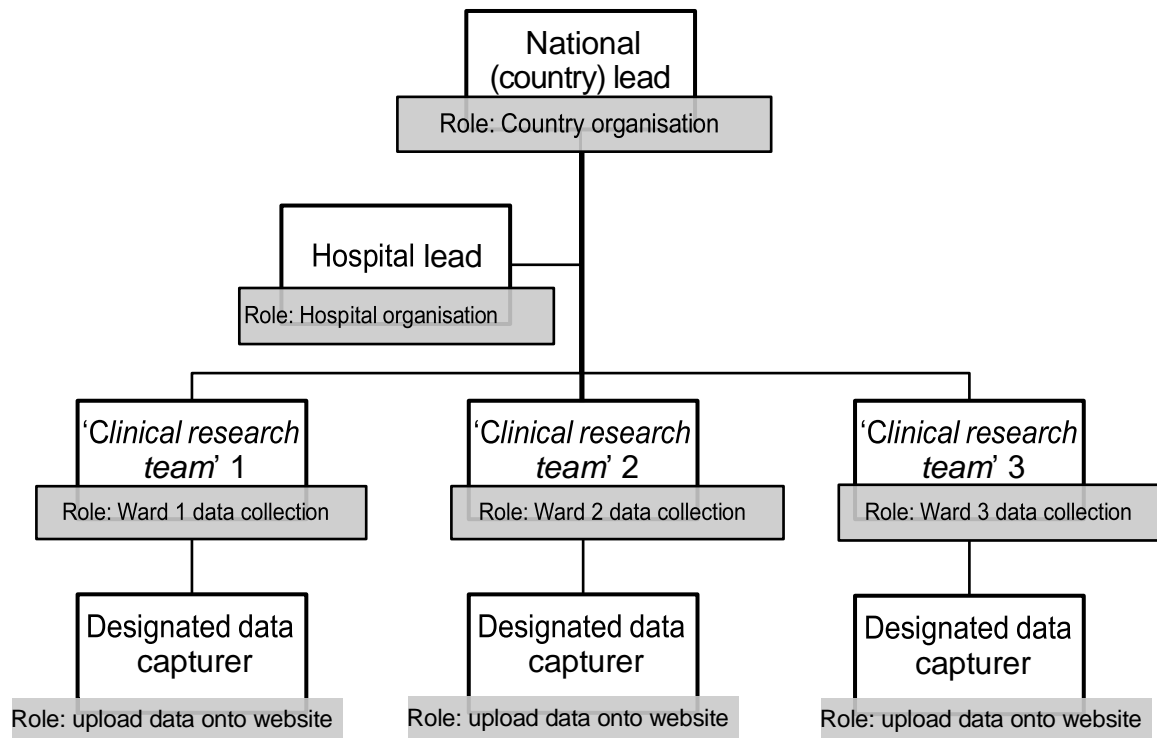 National
(country) lead
Role: Country organisation
Hospital lead
Role: Hospital organisation
‘Clinical research
team’ 1
Role: Ward 1 data collection
‘Clinical research
team’ 2
Role: Ward 2 data collection
‘Clinical research
team’ 3
Role: Ward 3 data collection
Designated data
capturer
Role: upload data onto website
Designated data
capturer
Role: upload data onto website
Designated data
capturer
Role: upload data onto website